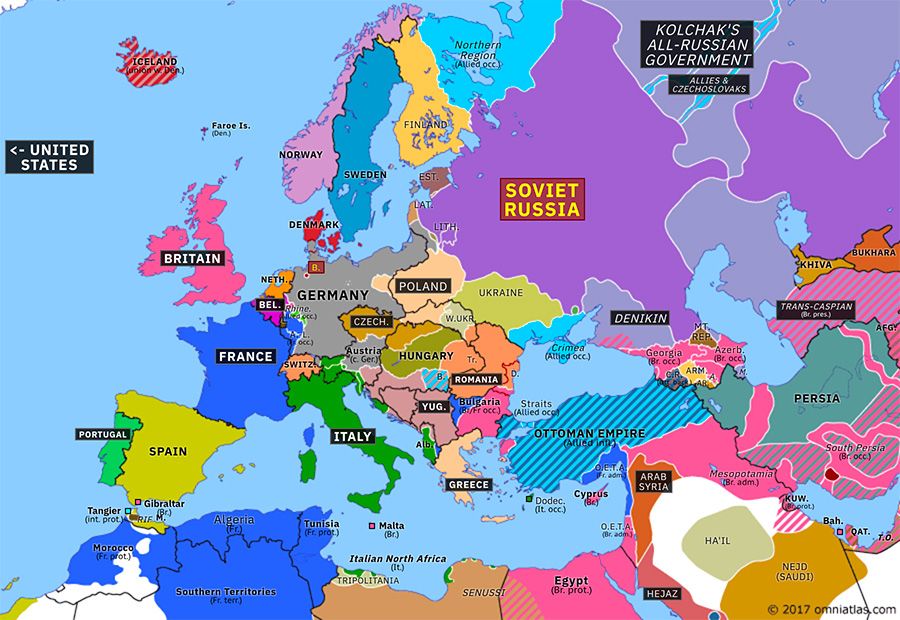 KOLCHAK'S
ALL-RUSSIAN
GOVERNMENT
ALLIES &
CZECHOSLOVAKS
Northern
Region
(Allied occ.)
ICELAND
(union w. Den.)
Faroe Is.
(Den.)
<- UNITED
STATES
FINLAND
NORWAY
SWEDEN
EST.
LAT.
LITH.
SOVIET
RUSSIA
DENMARK
BRITAIN
B.
NETH.
GERMANY
BEL.
Rhine.
POLAND
UKRAINE
W.UKR.
KHIVA
BUKHARA
TRANS-CASPIAN
(Br. pres.)
AFG.
DENIKIN
MT.
REP.
CZECH.
FRANCE
Austria
(c. Ger.)
HUNGARY
SWITZ.
Tr.
Crimea
(Allied occ.)
Georgia
(Br. occ.)
Azerb.
(Br. occ.)
ARM.
B.
ROMANIA
D.
PERSIA
YUG.
Bulgaria
(Br/Fr occ.)
Straits
(Allied occ.)
OTTOMAN EMPIRE
(Allied infl.)
PORTUGAL
SPAIN
ITALY
Alb.
GREECE
South Persia
(Br. occ.)
O.E.T.A.
(Fr. adm.)
ARAB
SYRIA
Mesopotamia
(Br. adm.)
Gibraltar
(Br.)
Tangier
(int. prot.)
RIF
M.
Dodec.
(It. occ.)
Cyprus
(Br.)
KUW.
(Br. prot.)
Algeria
(Fr.)
Tunisia
(Fr. prot.)
Malta
(Br.)
O.E.T.A.
(Br. adm.)
Bah.
QAT.
T.O.
HA'IL
Morocco
(Fr. prot.)
Italian North Africa
(It.)
TRIPOLITANIA
Southern Territories
(Fr. terr.)
SENUSSI
Egypt
(Br. prot.)
HEJAZ
NEJD
(SAUDI)
© 2017 omniatlas.com